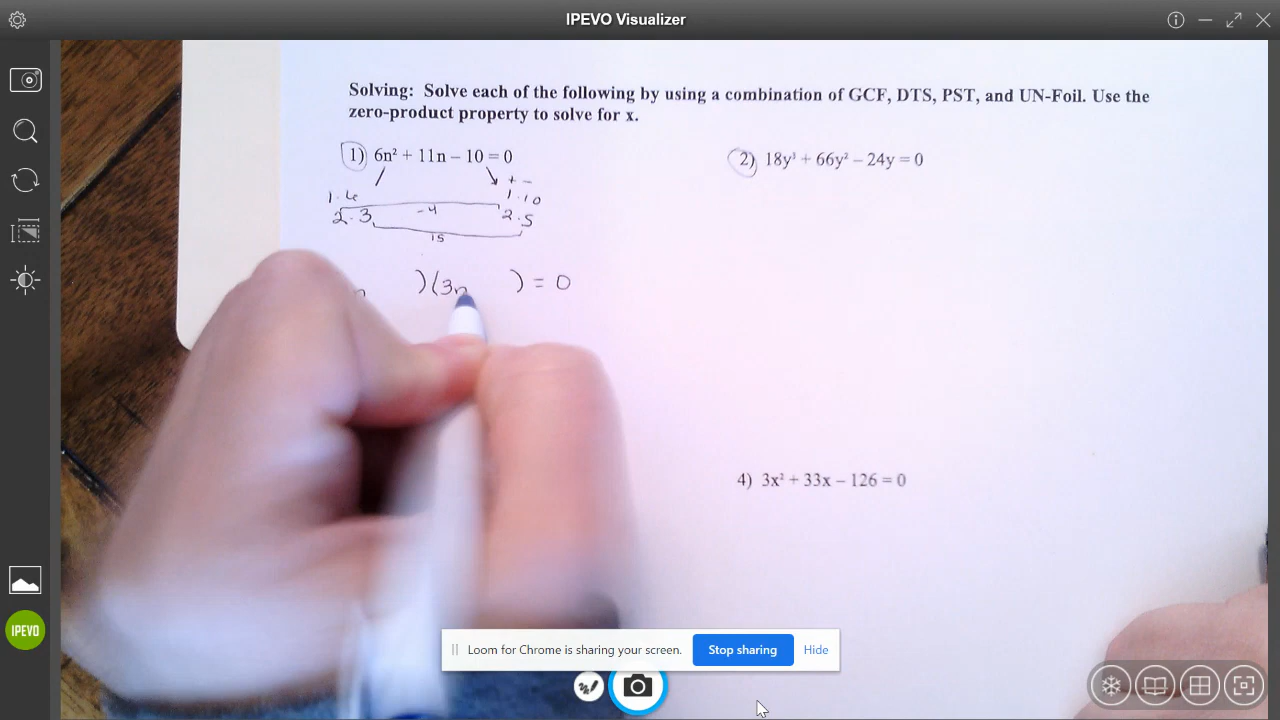 IPEVO Visualizer
Solving: Solve each of the following by using a combination of GCF, DTS, PST, and UN-Foil. Use the
zero-product property to solve for x.
1) 6n² + 11n – 10 = 0
2) 18y³ + 66y² – 24y = 0
+ -
1·6
1·10
2·3
-4
2·5
15
n )(3n ) = 0
4) 3x² + 33x – 126 = 0
Loom for Chrome is sharing your screen.
Stop sharing
Hide
IPEVO